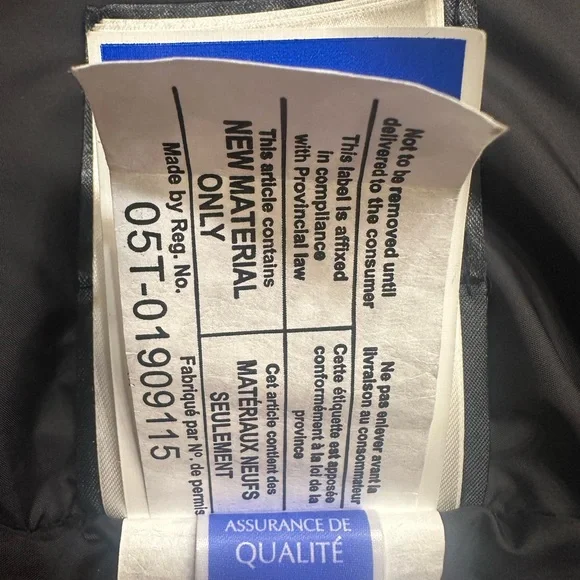 Not to be removed until
delivered to the consumer
Ne pas enlever avant la
livraison au consommateur
This label is affixed
in compliance
with Provincial law
Cette étiquette est apposée
conformément à la loi de la
province
This article contains
NEW MATERIAL
ONLY
Cet article contient des
MATÉRIAUX NEUFS
SEULEMENT
Made by Reg. No.
Fabriqué par Nº. de permis
05T-01909115
ASSURANCE DE
QUALITÉ